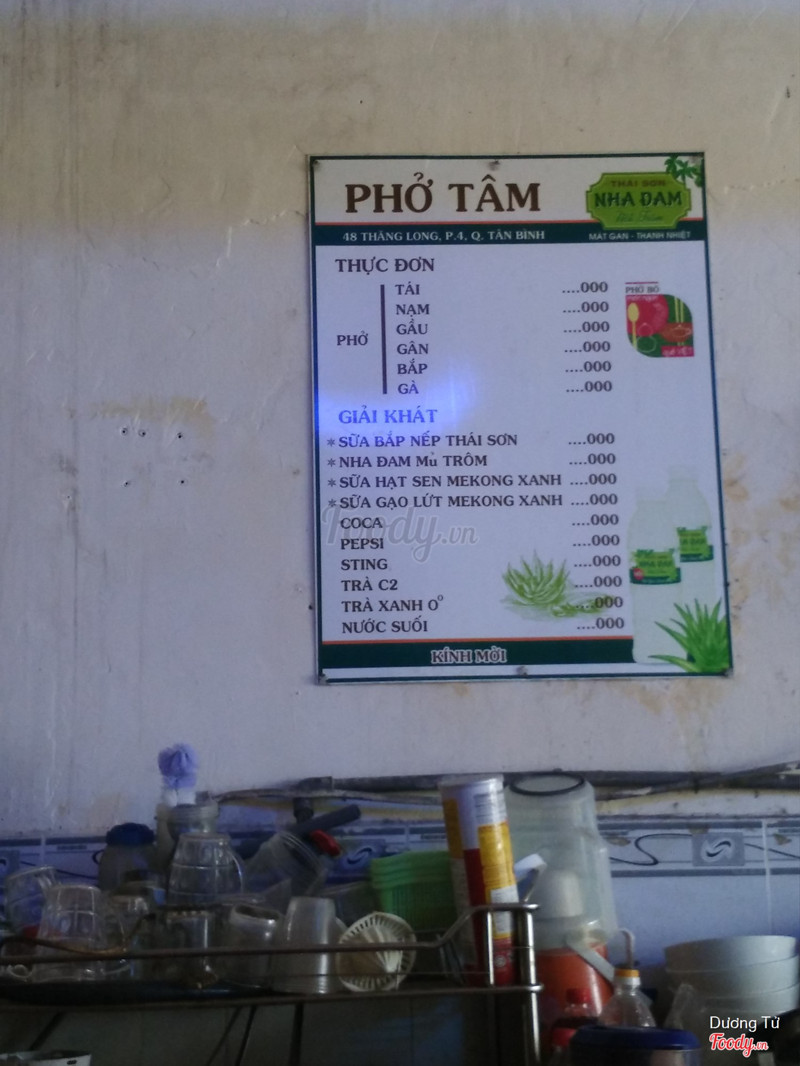 PHỞ TÂM
THÁI SƠN
NHA ĐAM
48 THĂNG LONG, P.4, Q. TÂN BÌNH
MÁT GAN - THANH NHIỆT
THỰC ĐƠN
PHỞ
TÁI ....000
NẠM ....000
GẦU ....000
GÂN ....000
BẮP ....000
GÀ ....000
PHỞ BÒ
GIẢI KHÁT
*SỮA BẮP NẾP THÁI SƠN ....000
*NHA ĐAM Mủ TRÔM ....000
*SỮA HẠT SEN MEKONG XANH ....000
*SỮA GẠO LỨT MEKONG XANH ....000
COCA ....000
PEPSI ....000
STING ....000
TRÀ C2 ....000
TRÀ XANH 0° ....000
NƯỚC SUỐI ....000
NHA ĐAM
KÍNH MỜI
Foody.vn
Dương Tử
Foody.vn